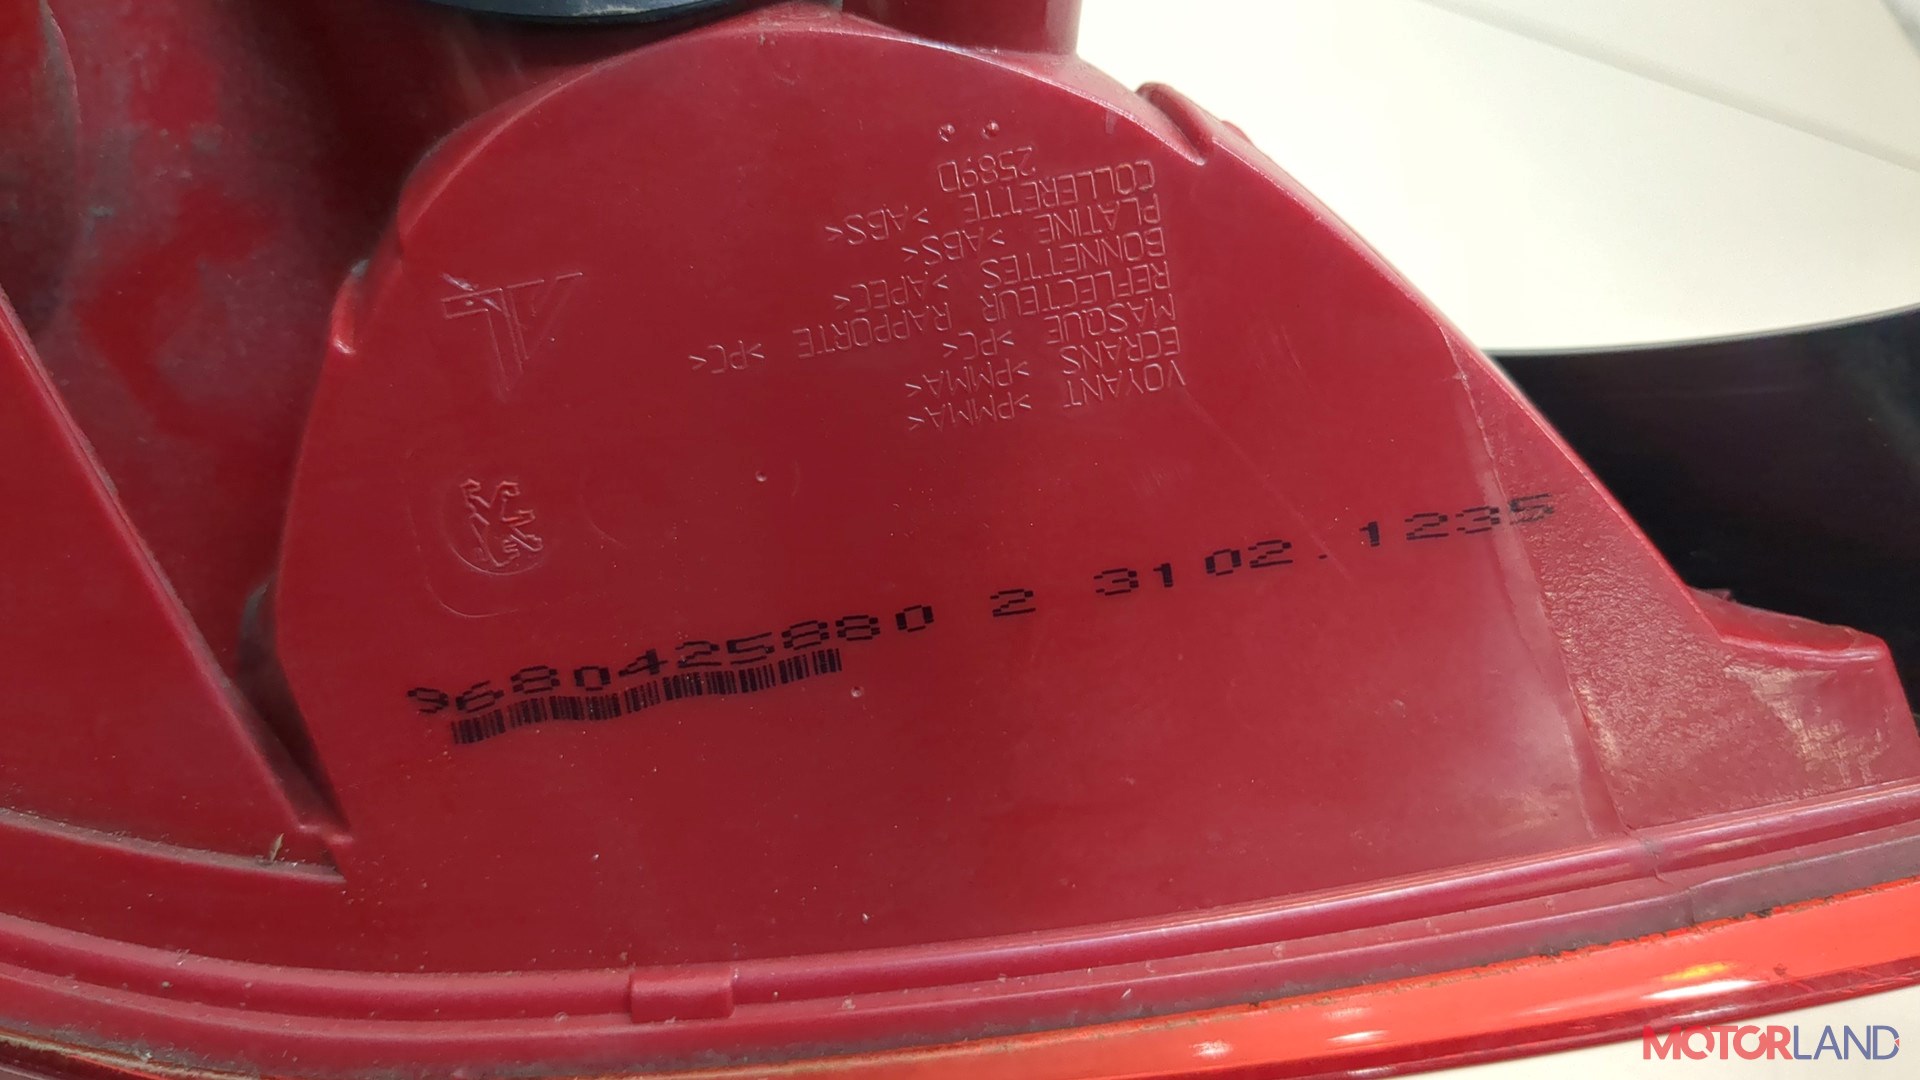 VOYANT >PMMA<
ECRANS >PMMA<
MASQUE >PC<
REFLECTEUR RAPPORTE >PC<
BONNETTES >APEC<
PLATINE >ABS<
COLLERETTE >ABS<
2589D
9680425880 2 3102.1235
MOTORLAND